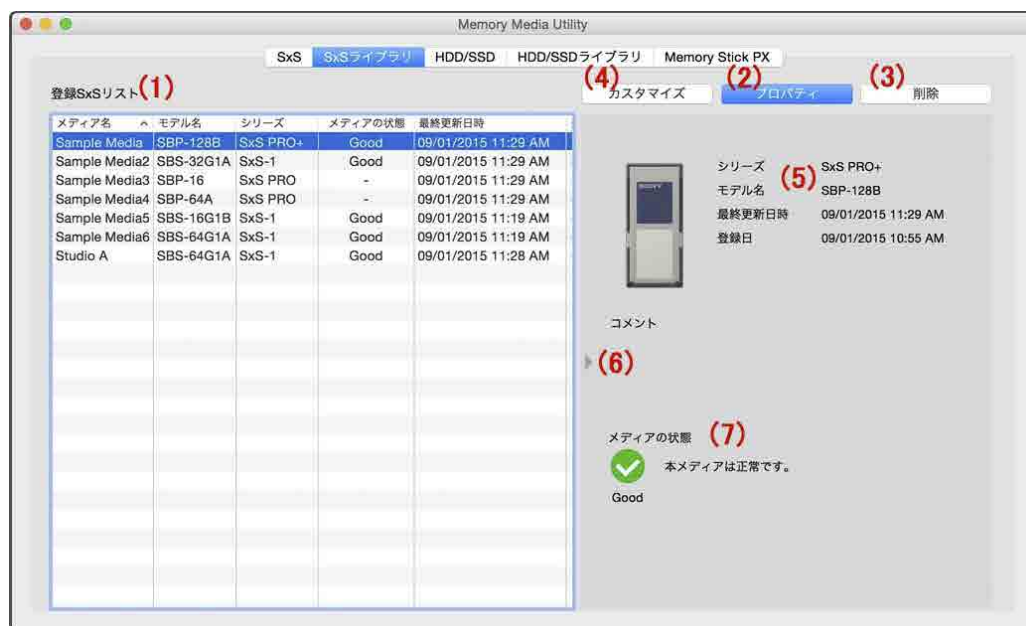 Memory Media Utility
SxS SxSライブラリ HDD/SSD HDD/SSDライブラリ Memory Stick PX
登録SxSリスト (1)
(4) (2) (3)
カスタマイズ プロパティ 削除
メディア名 モデル名 シリーズ メディアの状態 最終更新日時
Sample Media SBP-128B SxS PRO+ Good 09/01/2015 11:29 AM
Sample Media2 SBS-32G1A SxS-1 Good 09/01/2015 11:29 AM
Sample Media3 SBP-16 SxS PRO - 09/01/2015 11:29 AM
Sample Media4 SBP-64A SxS PRO - 09/01/2015 11:29 AM
Sample Media5 SBS-16G1B SxS-1 Good 09/01/2015 11:19 AM
Sample Media6 SBS-64G1A SxS-1 Good 09/01/2015 11:19 AM
Studio A SBS-64G1A SxS-1 Good 09/01/2015 11:28 AM
SONY
シリーズ SxS PRO+
(5)
モデル名 SBP-128B
最終更新日時 09/01/2015 11:29 AM
登録日 09/01/2015 10:55 AM
コメント
(6)
メディアの状態 (7)
本メディアは正常です。
Good